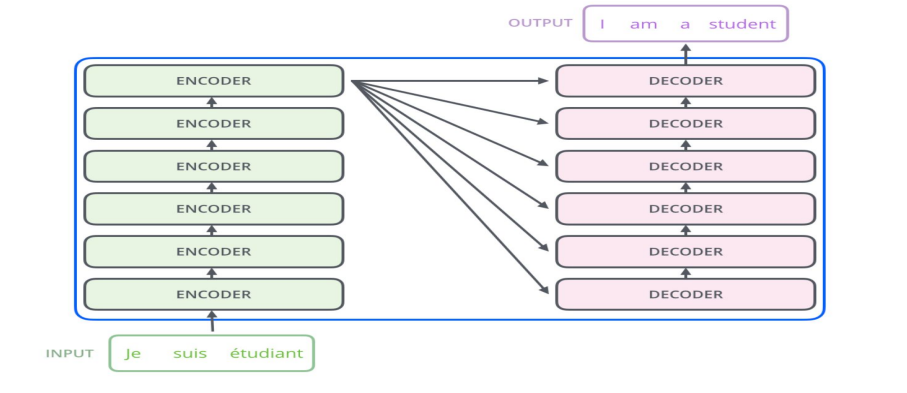 OUTPUT I am a student
ENCODER DECODER
ENCODER DECODER
ENCODER DECODER
ENCODER DECODER
ENCODER DECODER
ENCODER DECODER
INPUT Je suis étudiant